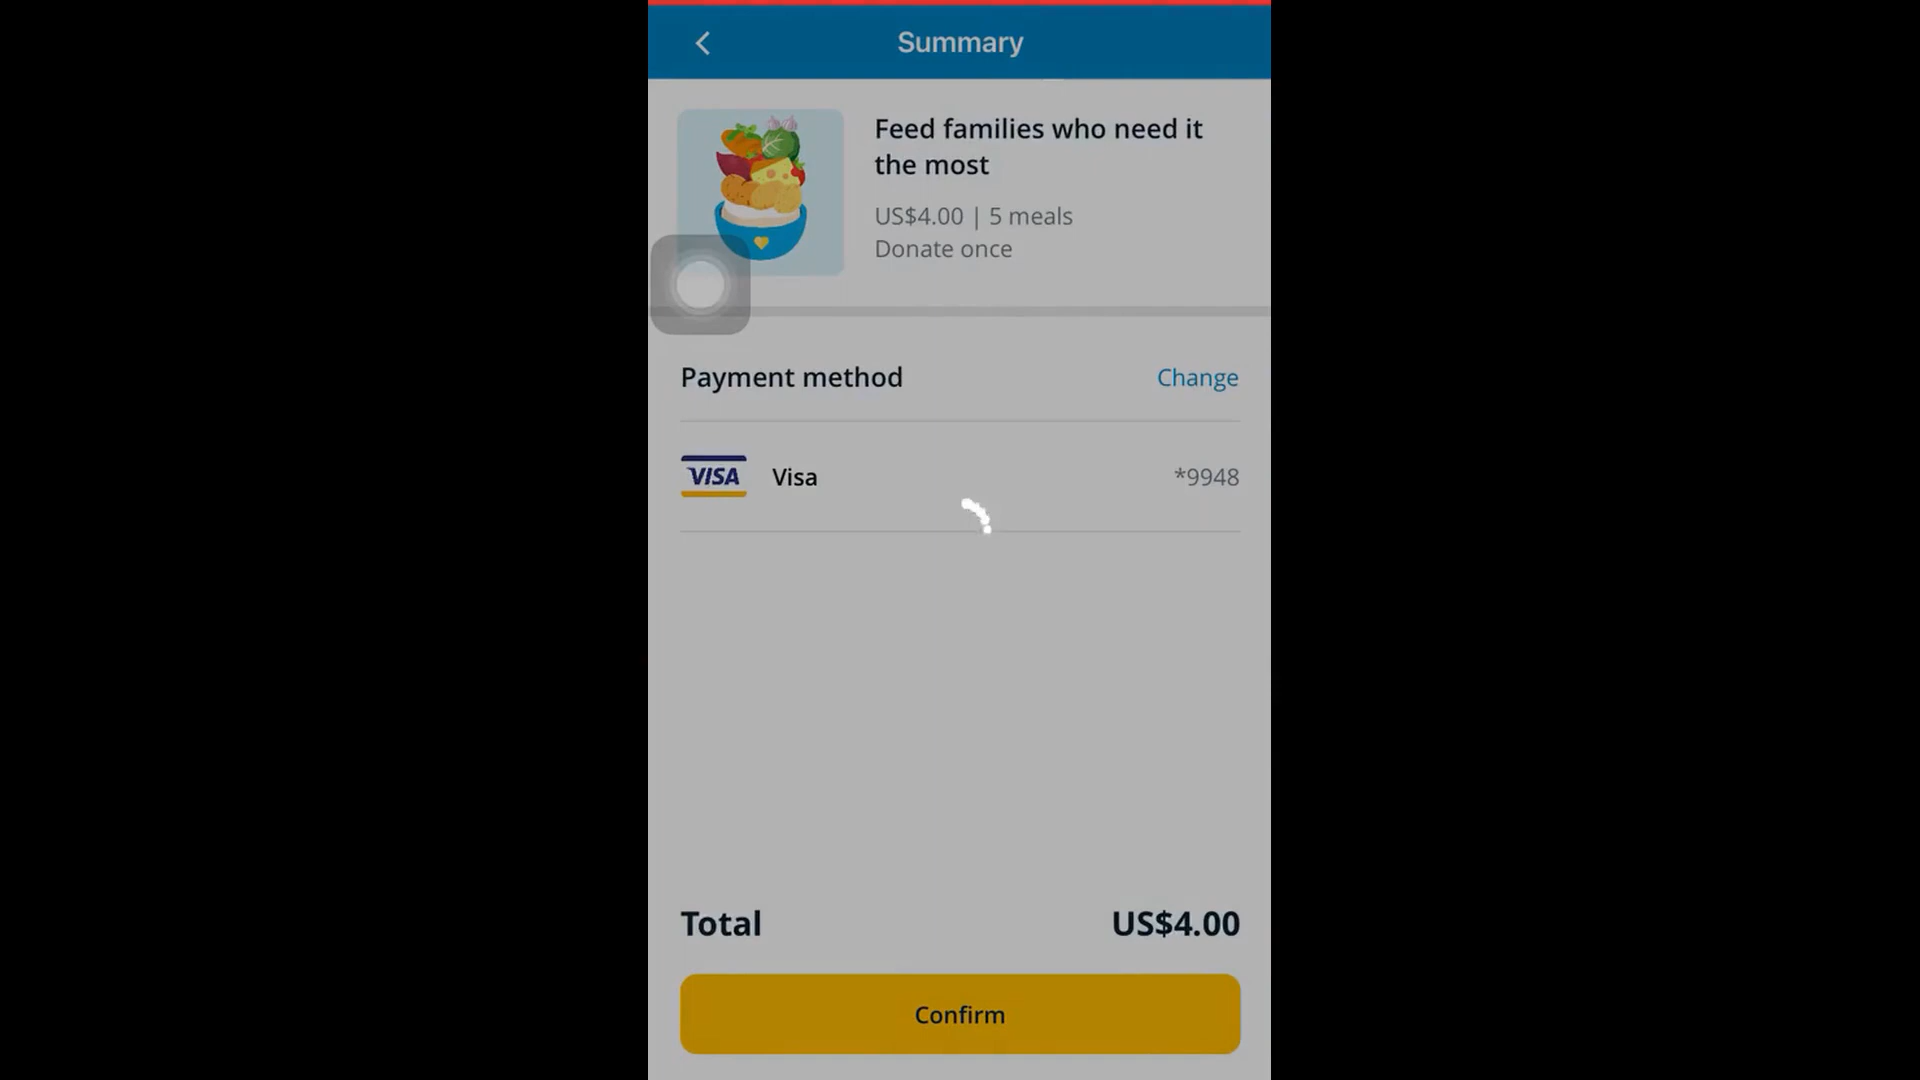 Summary
Feed families who need it
the most
US$4.00 | 5 meals
Donate once
Payment method
Change
VISA
Visa
*9948
Total
US$4.00
Confirm